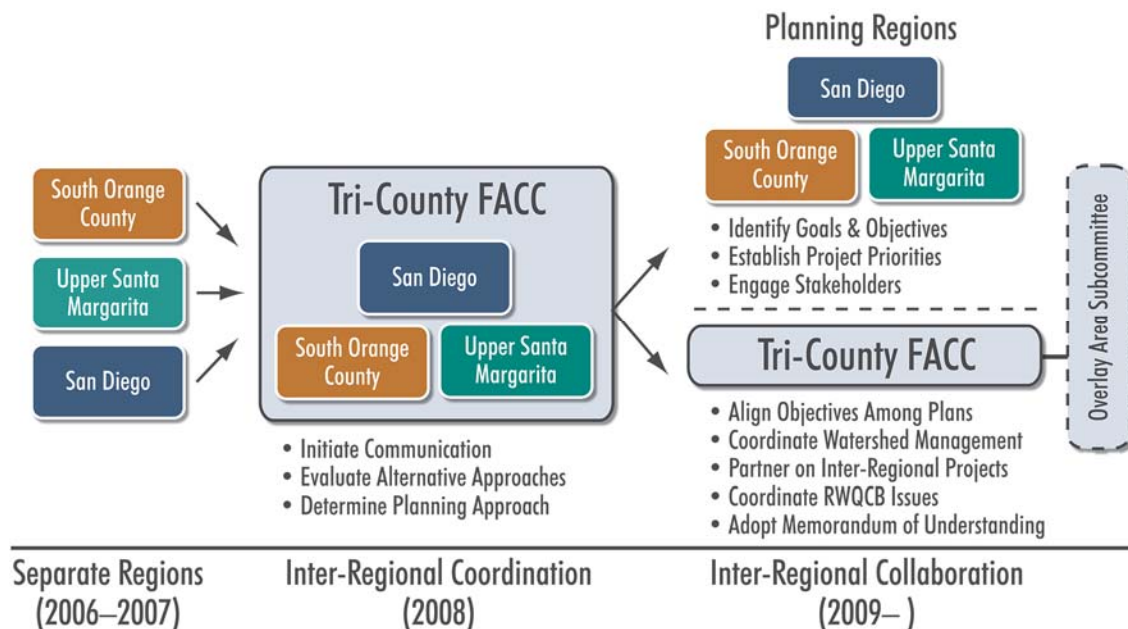 South Orange
County
Upper Santa
Margarita
San Diego
Tri-County FACC
San Diego
South Orange
County
Upper Santa
Margarita
• Initiate Communication
• Evaluate Alternative Approaches
• Determine Planning Approach
Planning Regions
San Diego
South Orange
County
Upper Santa
Margarita
• Identify Goals & Objectives
• Establish Project Priorities
• Engage Stakeholders
Tri-County FACC
• Align Objectives Among Plans
• Coordinate Watershed Management
• Partner on Inter-Regional Projects
• Coordinate RWQCB Issues
• Adopt Memorandum of Understanding
Overlay Area Subcommittee
Separate Regions
(2006–2007)
Inter-Regional Coordination
(2008)
Inter-Regional Collaboration
(2009– )